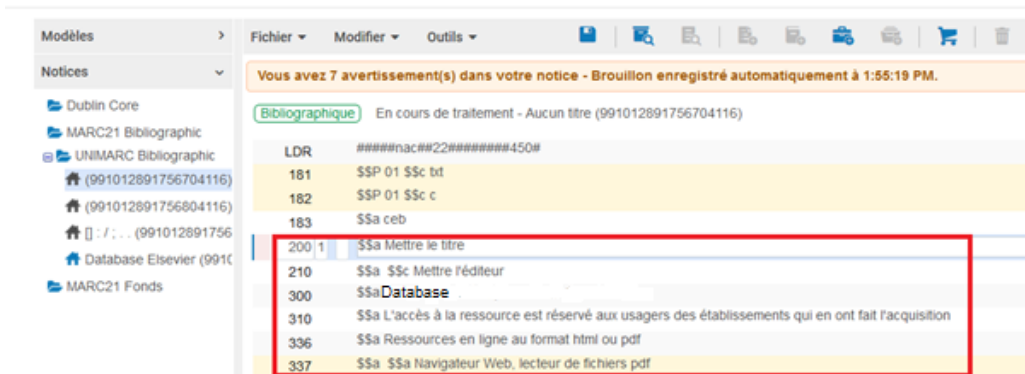 Modèles
Fichier Modifier Outils
Notices
Vous avez 7 avertissement(s) dans votre notice - Brouillon enregistré automatiquement à 1:55:19 PM.
Dublin Core
Bibliographique En cours de traitement - Aucun titre (991012891756704116)
MARC21 Bibliographic
UNIMARC Bibliographic
(991012891756704116)
(991012891756804116)
[] : / ; . . (991012891756
Database Elsevier (991(
MARC21 Fonds
LDR #####nac##22########450#
181 $$P 01 $$c txt
182 $$P 01 $$c c
183 $$a ceb
200 1 $$a Mettre le titre
210 $$a $$c Mettre l'éditeur
300 $$aDatabase
310 $$a L'accès à la ressource est réservé aux usagers des établissements qui en ont fait l'acquisition
336 $$a Ressources en ligne au format html ou pdf
337 $$a $$a Navigateur Web, lecteur de fichiers pdf